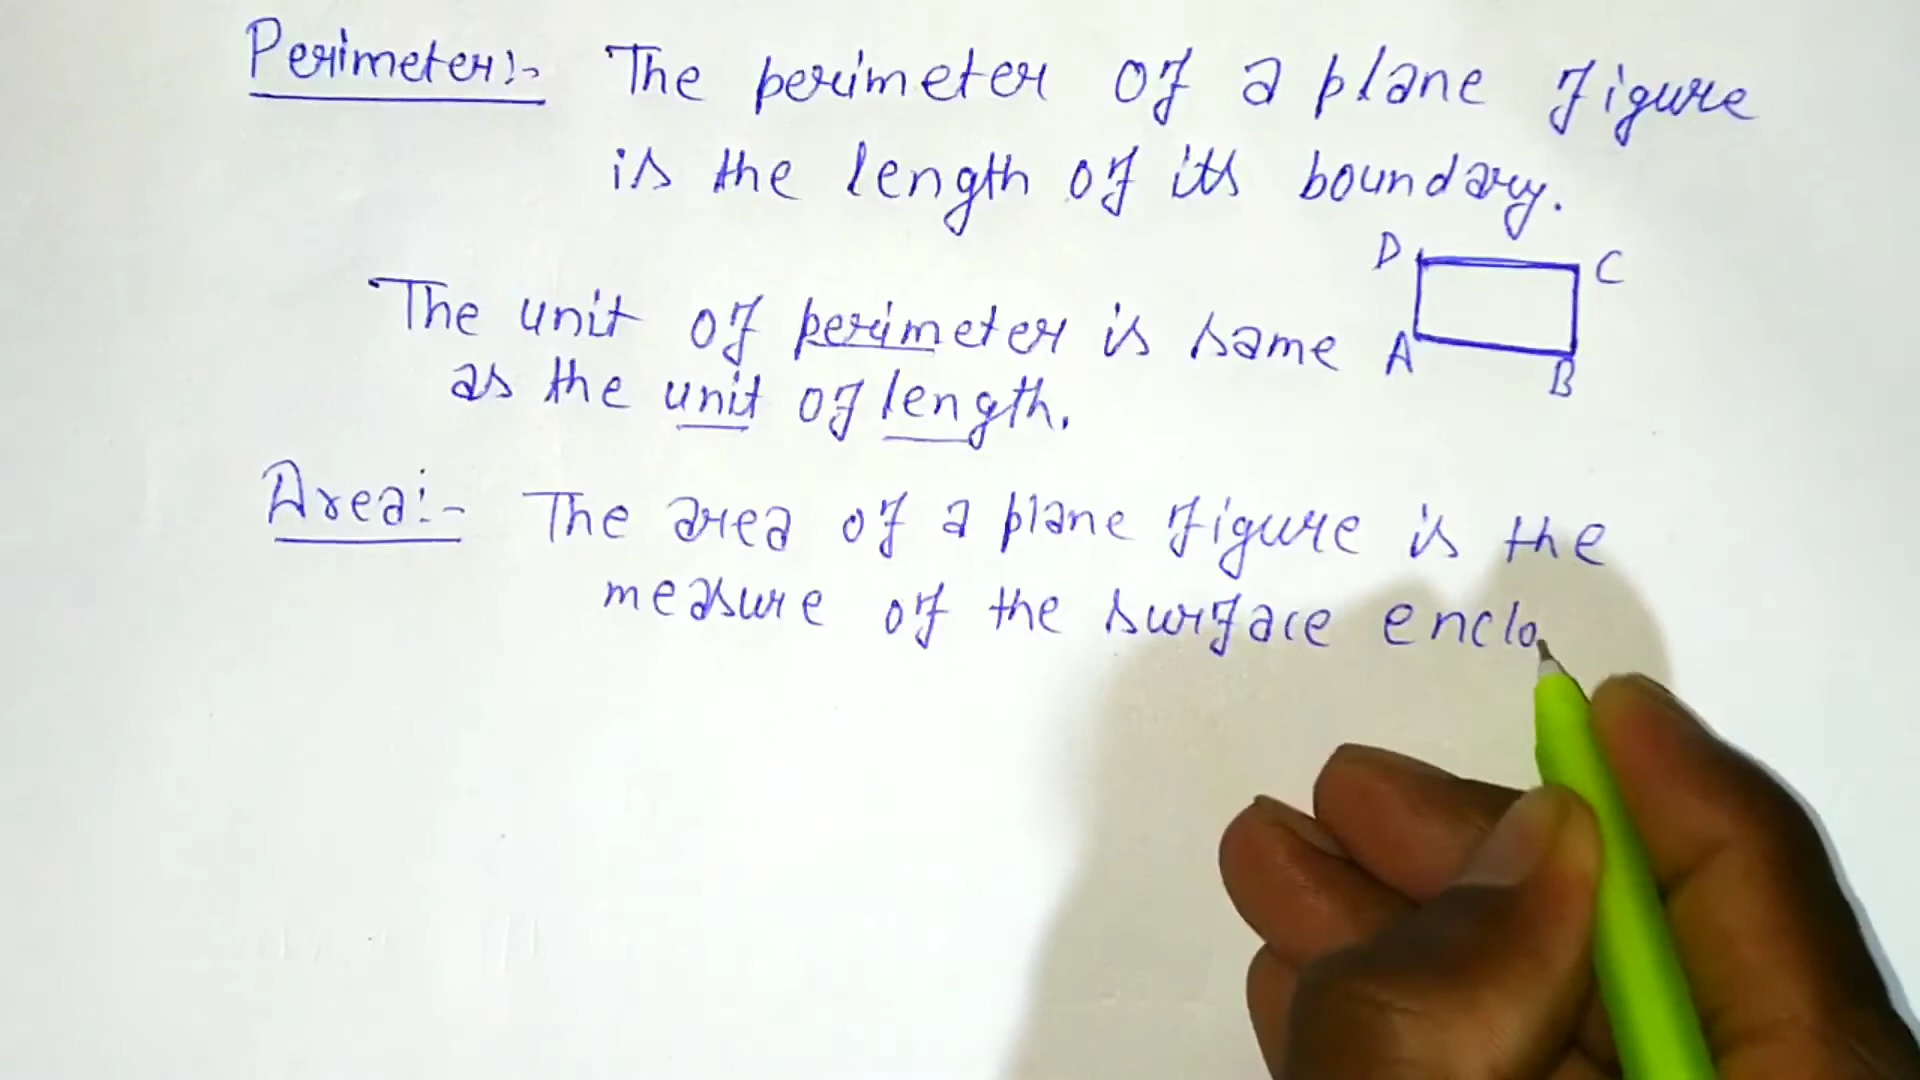 Perimeter:- The perimeter of a plane figure
is the length of its boundary.
D C
The unit of perimeter is same
A B
as the unit of length.
Area:- The area of a plane figure is the
measure of the surface enclo